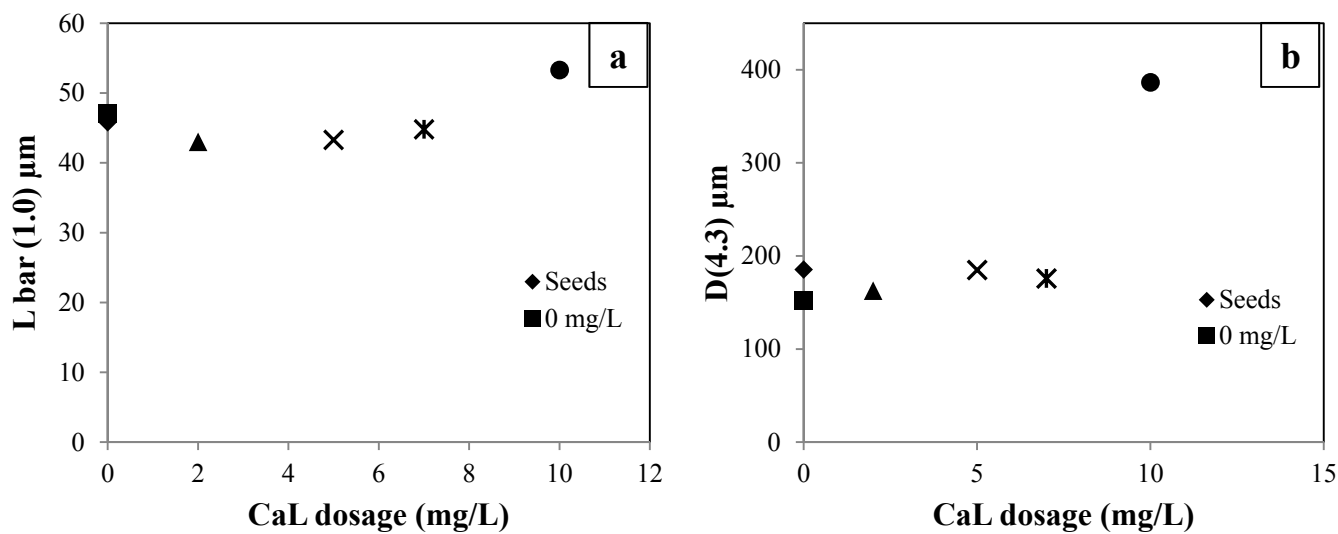 a
60
50
40
30
20
10
0
L bar (1.0) µm
Seeds
0 mg/L
0 2 4 6 8 10 12
CaL dosage (mg/L)
b
400
300
200
100
0
D(4.3) µm
Seeds
0 mg/L
0 5 10 15
CaL dosage (mg/L)